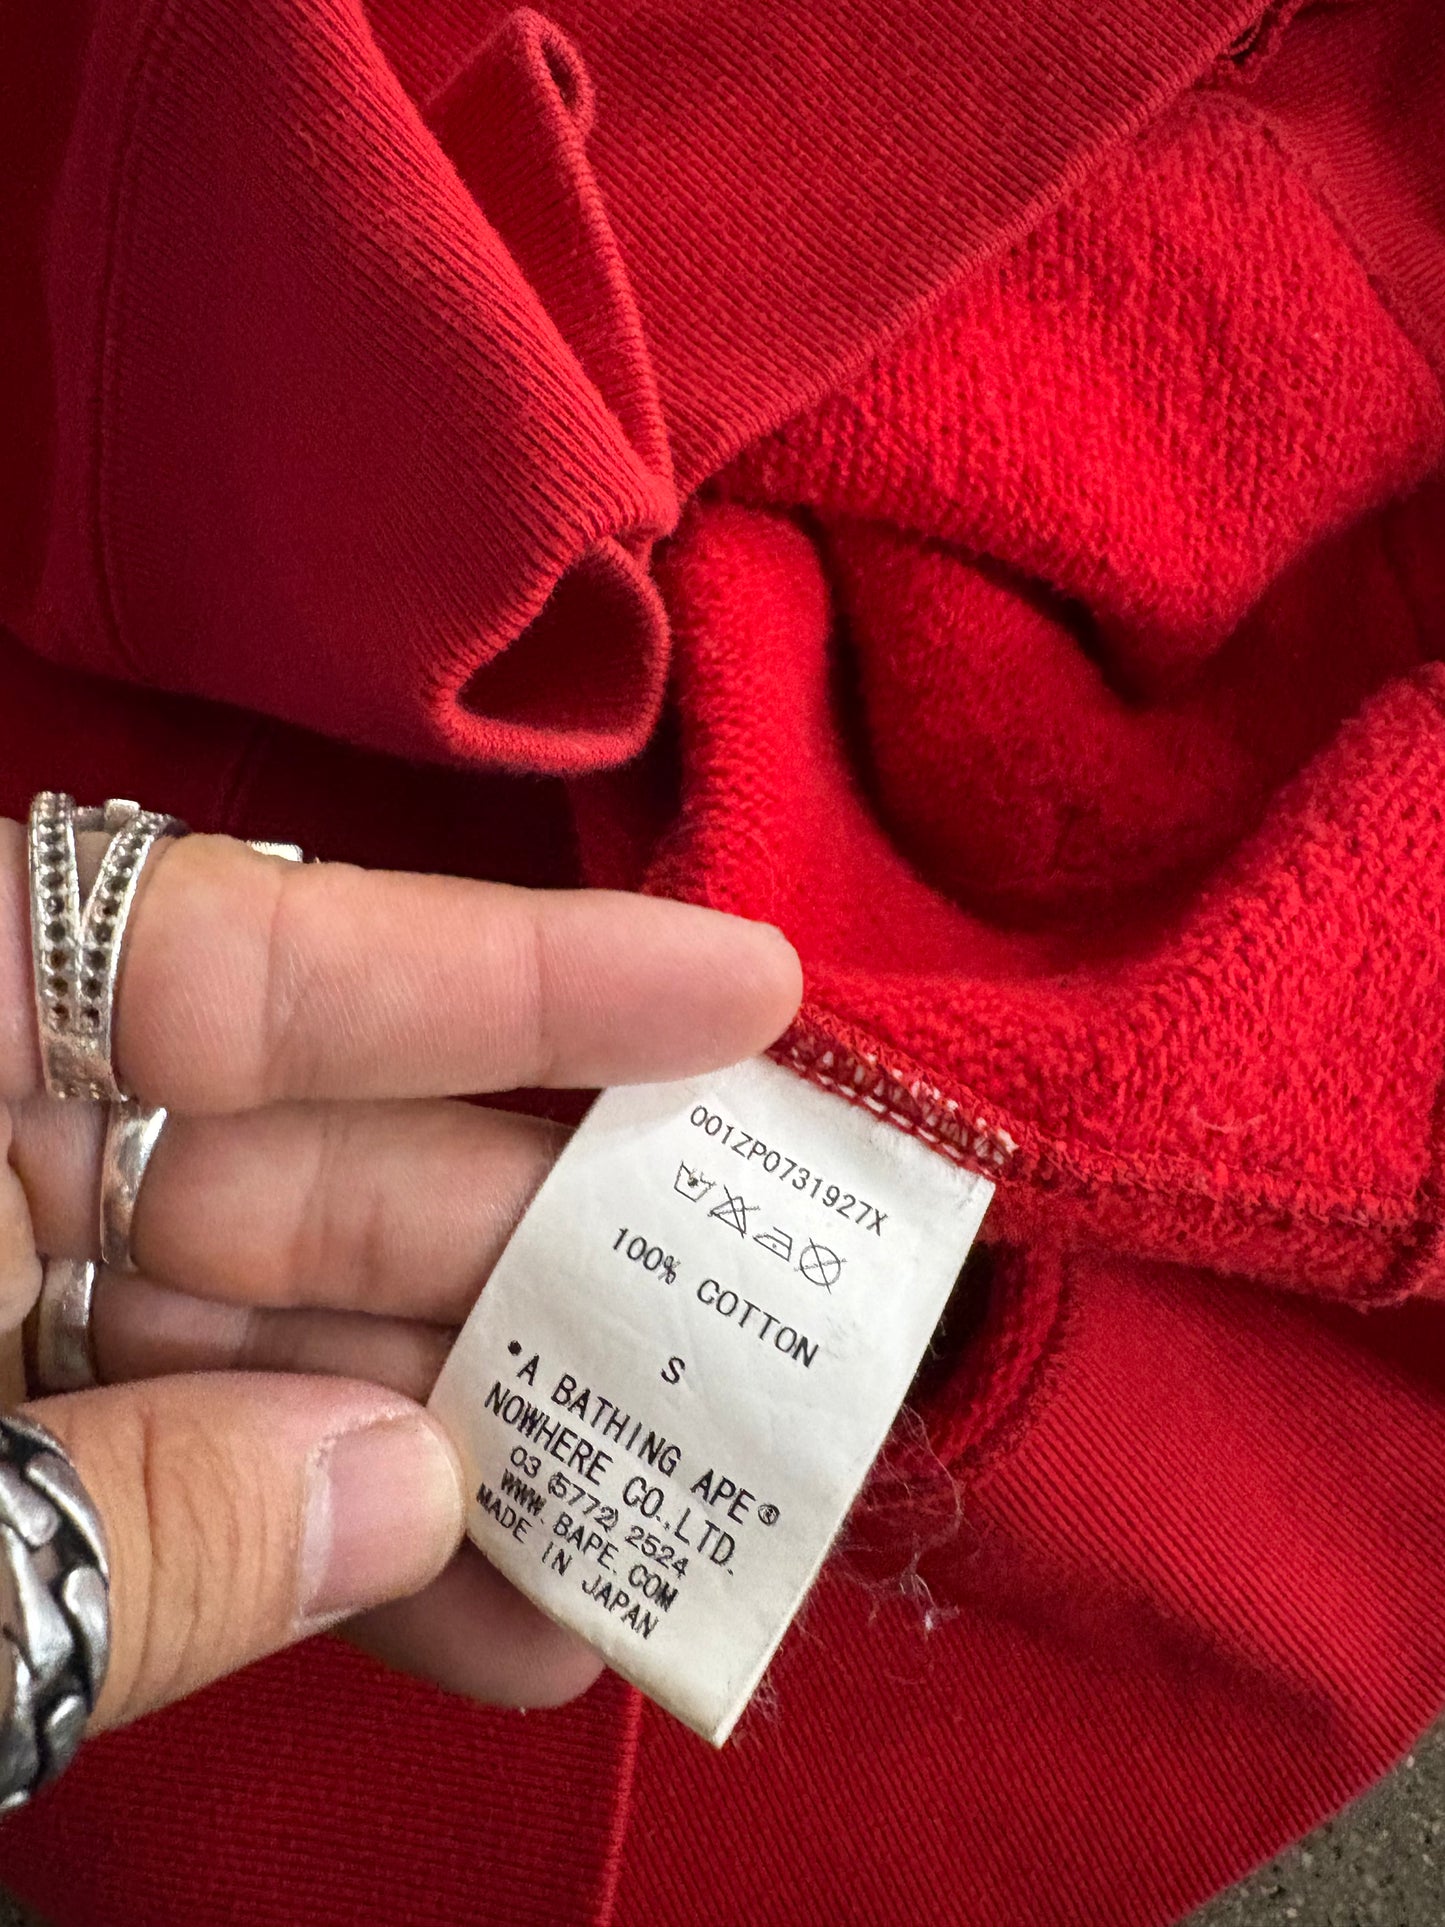 001ZP0731927X
100% COTTON
S
•A BATHING APE®
NOWHERE CO.,LTD.
03 (5772) 2524
WWW. BAPE. COM
MADE IN JAPAN